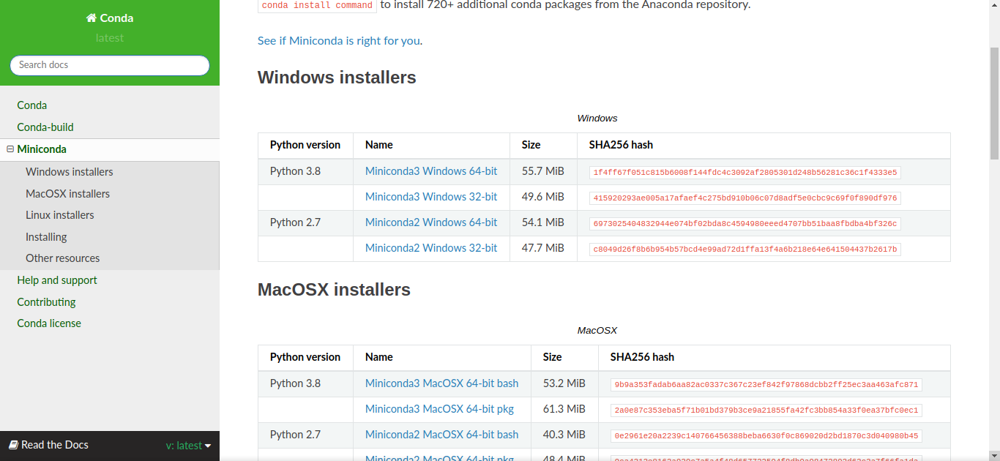 Conda
latest
Search docs
Conda
Conda-build
Miniconda
Windows installers
MacOSX installers
Linux installers
Installing
Other resources
Help and support
Contributing
Conda license
Read the Docs
v: latest
conda install command to install 720+ additional conda packages from the Anaconda repository.
See if Miniconda is right for you.
Windows installers
Windows
Python version Name Size SHA256 hash
Python 3.8 Miniconda3 Windows 64-bit 55.7 MiB 1f4ff67f051c815b6008f144fdc4c3092af2805301d248b56281c36c1f4333e5
Miniconda3 Windows 32-bit 49.6 MiB 415920293ae005a17afaef4c275bd910b06c07d8adf5e0cbc9c69f0f890df976
Python 2.7 Miniconda2 Windows 64-bit 54.1 MiB 6973025404832944e074bf02bda8c4594980eeed4707bb51baa8fbdba4bf326c
Miniconda2 Windows 32-bit 47.7 MiB c8049d26f8b6b954b57bcd4e99ad72d1ffa13f4a6b218e64e641504437b2617b
MacOSX installers
MacOSX
Python version Name Size SHA256 hash
Python 3.8 Miniconda3 MacOSX 64-bit bash 53.2 MiB 9b9a353fadab6aa82ac0337c367c23ef842f97868dcbb2ff25ec3aa463afc871
Miniconda3 MacOSX 64-bit pkg 61.3 MiB 2a0e87c353eba5f71b01bd379b3ce9a21855fa42fc3bb854a33f0ea37bfc0ec1
Python 2.7 Miniconda2 MacOSX 64-bit bash 40.3 MiB 0e2961e20a2239c140766456388beba6630f0c869020d2bd1870c3d040980b45
Miniconda2 MacOSX 64-bit pkg 48.4 MiB